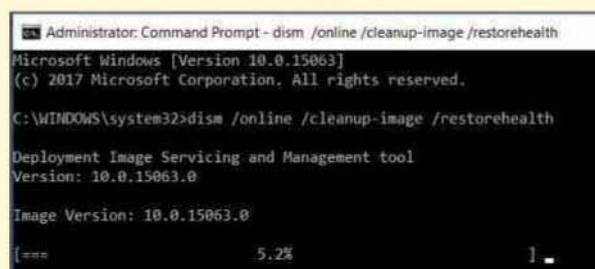 Administrator: Command Prompt - dism /online /cleanup-image /restorehealth
Microsoft Windows [Version 10.0.15063]
(c) 2017 Microsoft Corporation. All rights reserved.
C:\WINDOWS\system32>dism /online /cleanup-image /restorehealth
Deployment Image Servicing and Management tool
Version: 10.0.15063.0
Image Version: 10.0.15063.0
[=== 5.2% ]